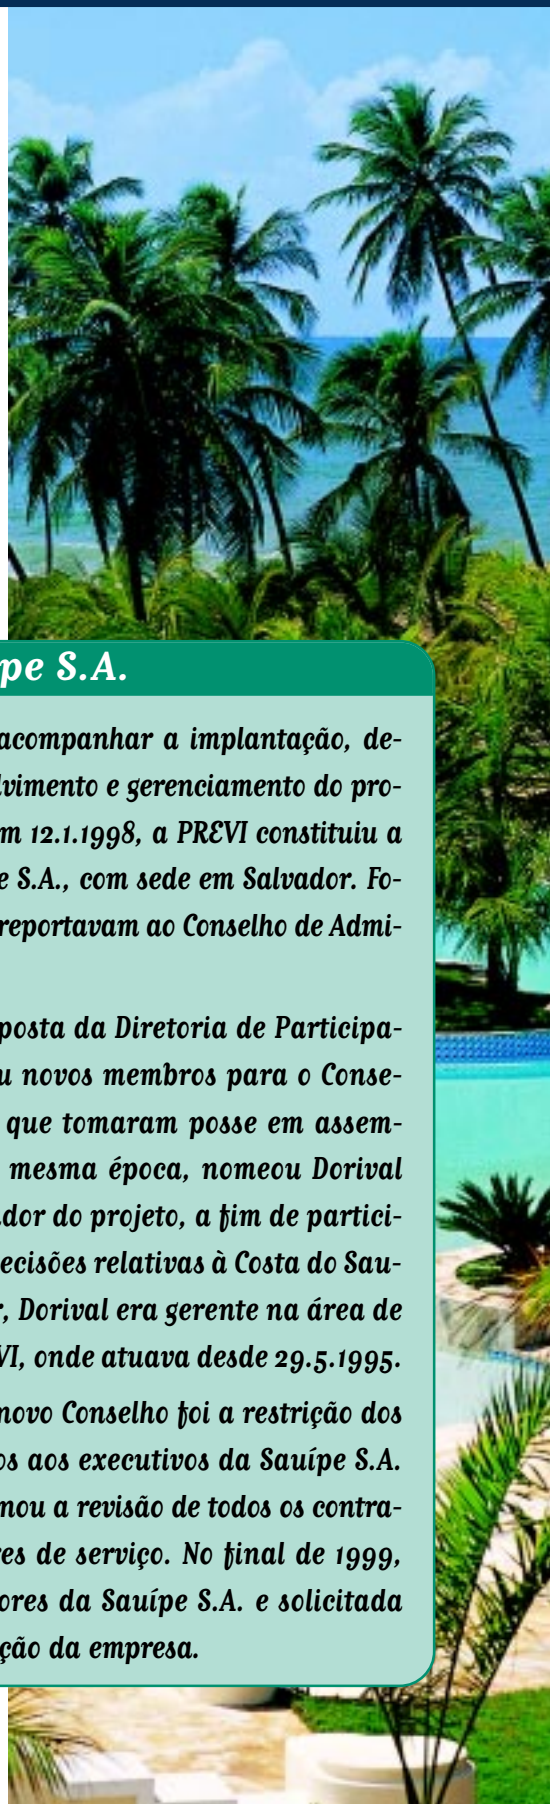 pe S.A.
acompanhar a implantação, de-
lvimento e gerenciamento do pro-
m 12.1.1998, a PREVI constituiu a
e S.A., com sede em Salvador. Fo-
reportavam ao Conselho de Admi-
posta da Diretoria de Participa-
u novos membros para o Conse-
que tomaram posse em assem-
mesma época, nomeou Dorival
dor do projeto, a fim de partici-
ecisões relativas à Costa do Sau-
r, Dorival era gerente na área de
VI, onde atuava desde 29.5.1995.
novo Conselho foi a restrição dos
os aos executivos da Sauípe S.A.
nou a revisão de todos os contra-
es de serviço. No final de 1999,
ores da Sauípe S.A. e solicitada
ção da empresa.